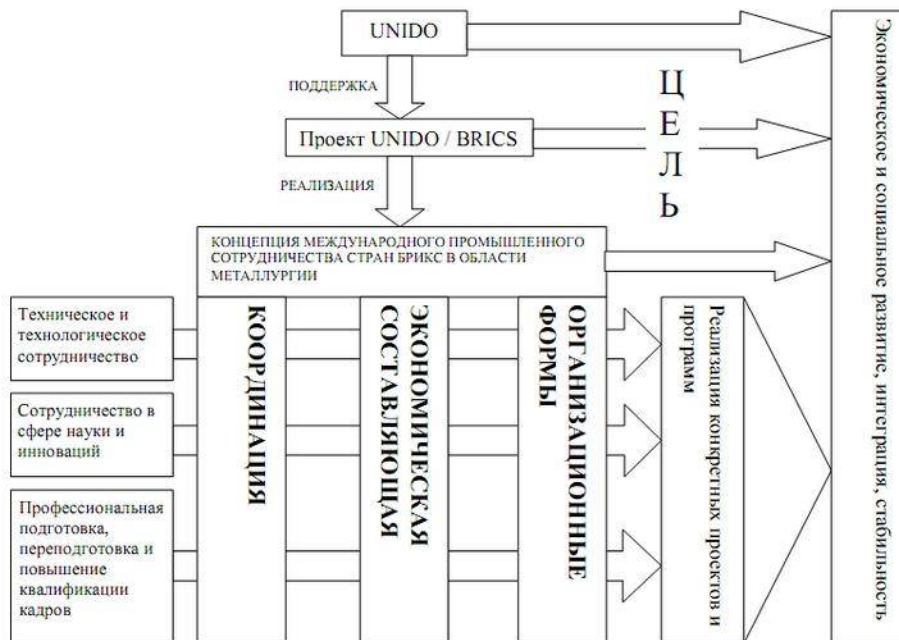 UNIDO
ПОДДЕРЖКА
Проект UNIDO / BRICS
РЕАЛИЗАЦИЯ
ЦЕЛЬ
КОНЦЕПЦИЯ МЕЖДУНАРОДНОГО ПРОМЫШЛЕННОГО
СОТРУДНИЧЕСТВА СТРАН БРИКС В ОБЛАСТИ
МЕТАЛЛУРГИИ
Техническое и
технологическое
сотрудничество
Сотрудничество в
сфере науки и
инноваций
Профессиональная
подготовка,
переподготовка и
повышение
квалификации
кадров
КООРДИНАЦИЯ
ЭКОНОМИЧЕСКАЯ
СОСТАВЛЯЮЩАЯ
ОРГАНИЗАЦИОННЫЕ
ФОРМЫ
Реализация конкретных проектов и
программ
Экономическое и социальное развитие, интеграция, стабильность